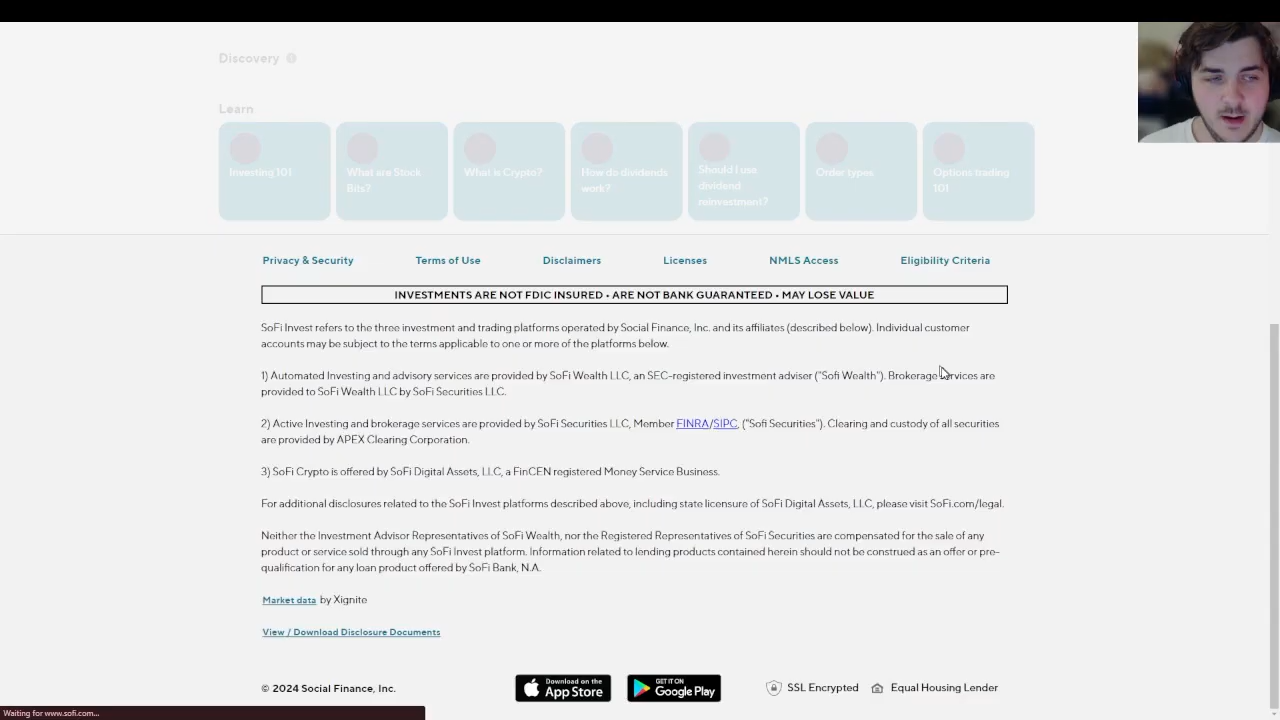 Discovery
Learn
Investing 101
What are Stock
Bits?
What is Crypto?
How do dividends
work?
Should I use
dividend
reinvestment?
Order types
Options trading
101
Privacy & Security
Terms of Use
Disclaimers
Licenses
NMLS Access
Eligibility Criteria
INVESTMENTS ARE NOT FDIC INSURED • ARE NOT BANK GUARANTEED • MAY LOSE VALUE
SoFi Invest refers to the three investment and trading platforms operated by Social Finance, Inc. and its affiliates (described below). Individual customer
accounts may be subject to the terms applicable to one or more of the platforms below.
1) Automated Investing and advisory services are provided by SoFi Wealth LLC, an SEC-registered investment adviser ("Sofi Wealth"). Brokerage services are
provided to SoFi Wealth LLC by SoFi Securities LLC.
2) Active Investing and brokerage services are provided by SoFi Securities LLC, Member FINRA/SIPC, ("Sofi Securities"). Clearing and custody of all securities
are provided by APEX Clearing Corporation.
3) SoFi Crypto is offered by SoFi Digital Assets, LLC, a FinCEN registered Money Service Business.
For additional disclosures related to the SoFi Invest platforms described above, including state licensure of SoFi Digital Assets, LLC, please visit SoFi.com/legal.
Neither the Investment Advisor Representatives of SoFi Wealth, nor the Registered Representatives of SoFi Securities are compensated for the sale of any
product or service sold through any SoFi Invest platform. Information related to lending products contained herein should not be construed as an offer or pre-
qualification for any loan product offered by SoFi Bank, N.A.
Market data by Xignite
View / Download Disclosure Documents
© 2024 Social Finance, Inc.
Download on the
App Store
GET IT ON
Google Play
SSL Encrypted
Equal Housing Lender
Waiting for www.sofi.com...